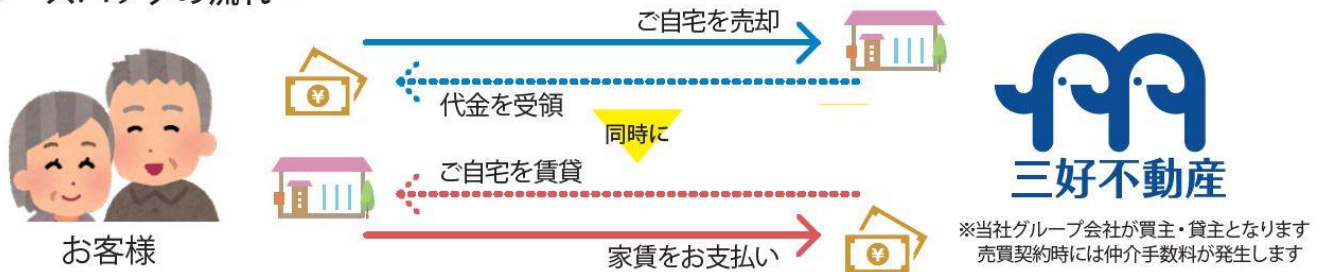 ご自宅を売却
代金を受領
同時に
ご自宅を賃貸
家賃をお支払い
お客様
三好不動産
※当社グループ会社が買主・貸主となります
売買契約時には仲介手数料が発生します